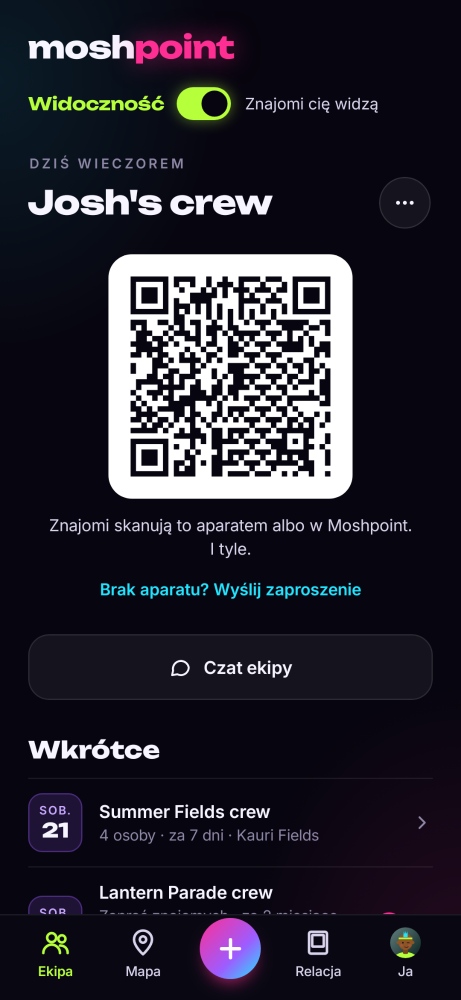 moshpoint
Widoczność Znajomi cię widzą
DZIŚ WIECZOREM
Josh's crew
Znajomi skanują to aparatem albo w Moshpoint.
I tyle.
Brak aparatu? Wyślij zaproszenie
Czat ekipy
Wkrótce
SOB.
21
Summer Fields crew
4 osoby · za 7 dni · Kauri Fields
SOB.
Lantern Parade crew
Ekipa
Mapa
Relacja
Ja